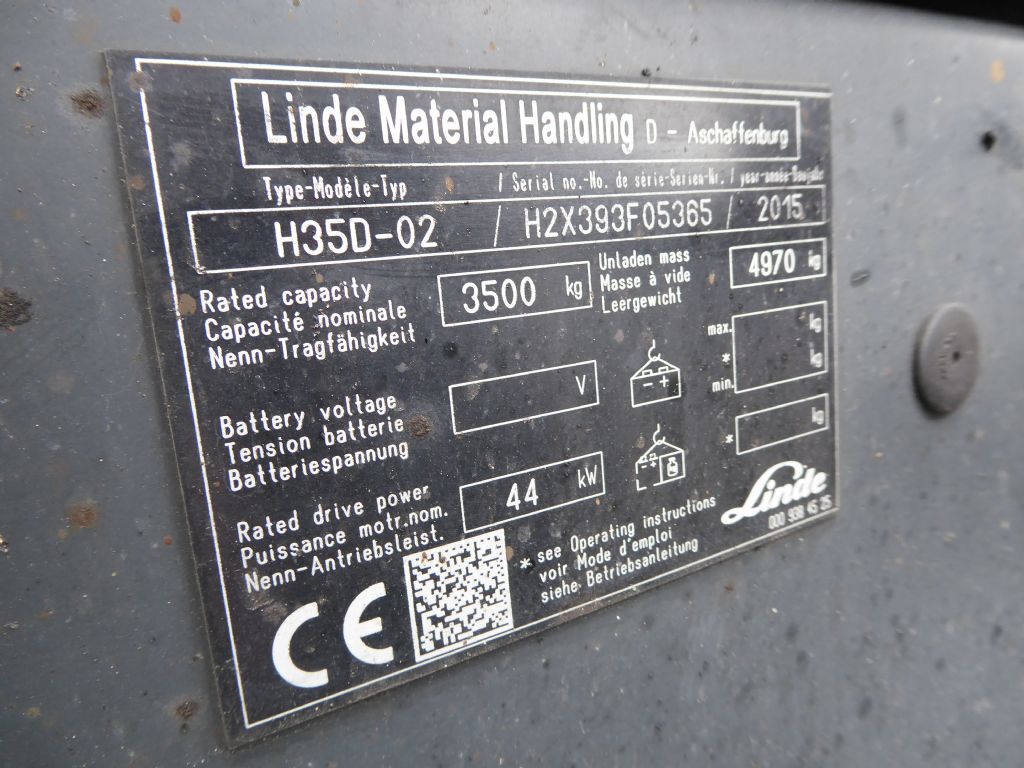 Linde Material Handling D - Aschaffenburg
Type-Modèle-Typ / Serial no.-No. de série-Serien-Nr. / year-année-Baujahr
H35D-02 / H2X393F05365 / 2015
Rated capacity
Capacité nominale
Nenn-Tragfähigkeit
3500 kg
Unladen mass
Masse à vide
Leergewicht
4970 kg
max. kg
* kg
min.
Battery voltage
Tension batterie
Batteriespannung
V
- +
* kg
Rated drive power
Puissance motr.nom.
Nenn-Antriebsleist.
44 kW
- +
* see Operating instructions
voir Mode d'emploi
siehe Betriebsanleitung
Linde
000 938 45 25
CE